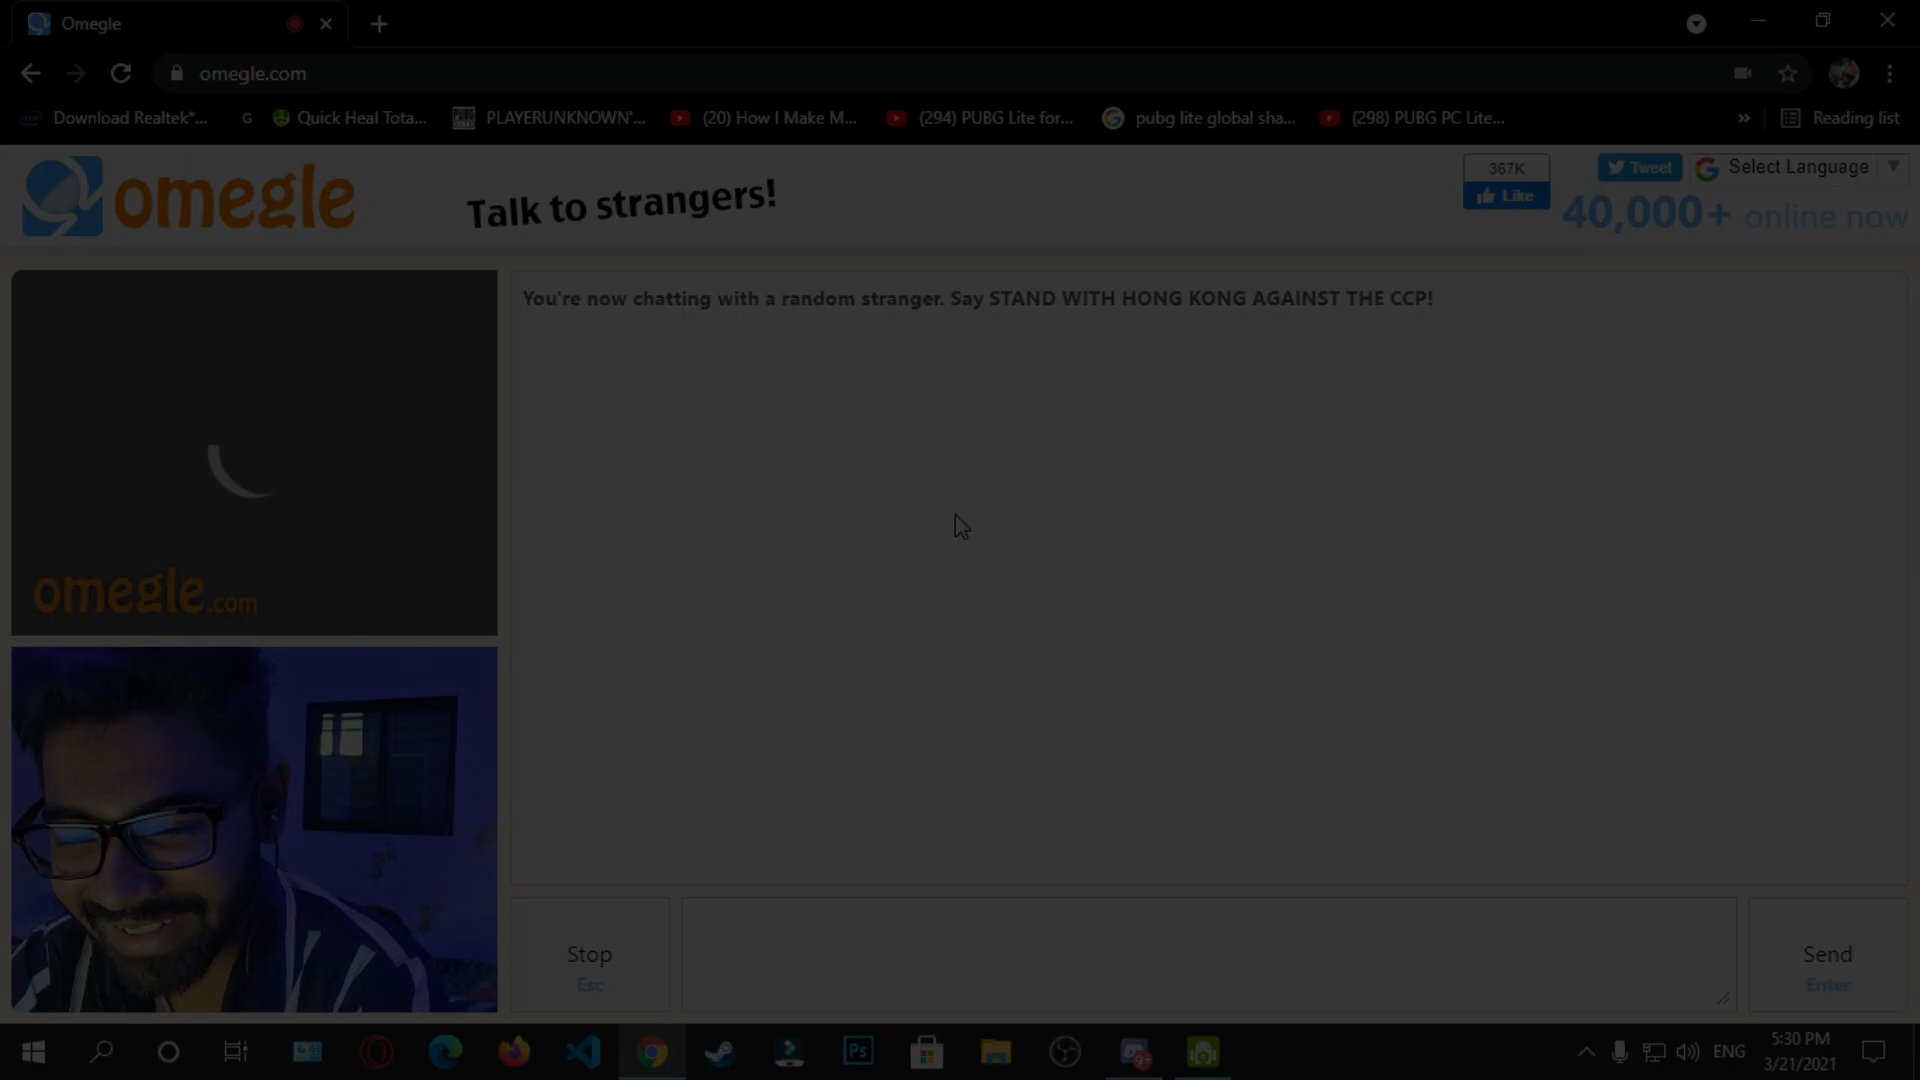 Omegle
omegle.com
Download Realtek*...
G
Quick Heal Tota...
PLAYERUNKNOWN'...
(20) How I Make M...
(294) PUBG Lite for...
pubg lite global sha...
(298) PUBG PC Lite...
»
Reading list
omegle
Talk to strangers!
367K
Like
Tweet
Select Language
40,000+ online now
You're now chatting with a random stranger. Say STAND WITH HONG KONG AGAINST THE CCP!
omegle.com
Stop
Esc
Send
Enter
Ps
9+
ENG
5:30 PM
3/21/2021